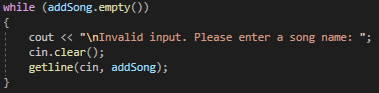 while (addSong.empty())
{
cout << "\nInvalid input. Please enter a song name: ";
cin.clear();
getline(cin, addSong);
}